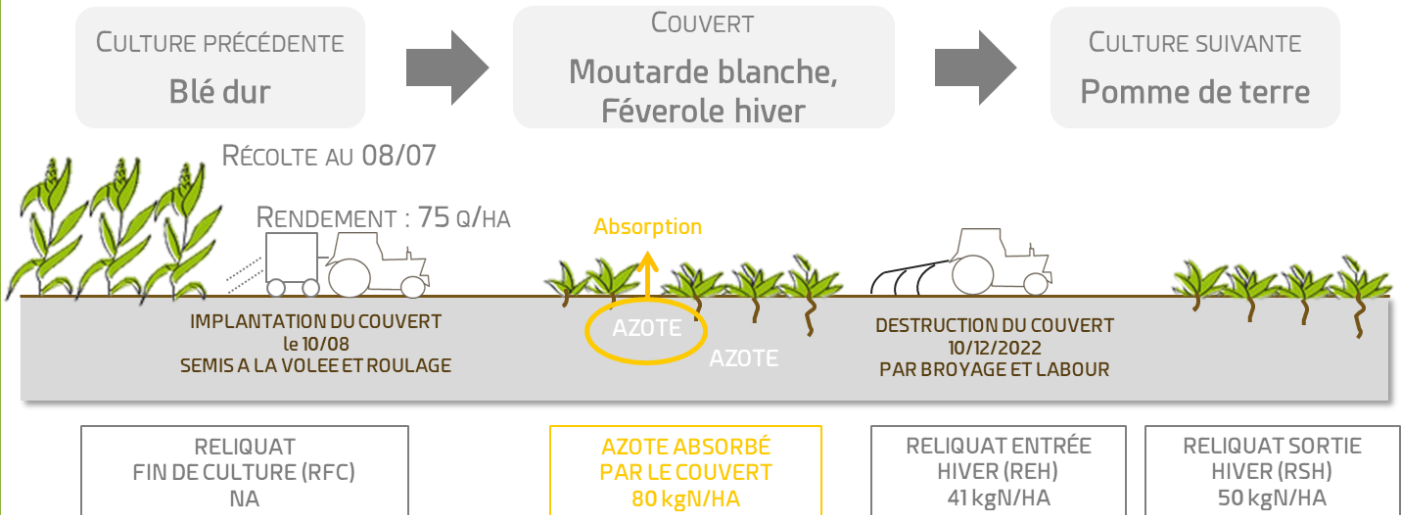 CULTURE PRÉCÉDENTE
Blé dur
COUVERT
Moutarde blanche,
Féverole hiver
CULTURE SUIVANTE
Pomme de terre
RÉCOLTE AU 08/07
RENDEMENT : 75 Q/HA
Absorption
IMPLANTATION DU COUVERT
le 10/08
SEMIS A LA VOLEE ET ROULAGE
AZOTE
AZOTE
DESTRUCTION DU COUVERT
10/12/2022
PAR BROYAGE ET LABOUR
RELIQUAT
FIN DE CULTURE (RFC)
NA
AZOTE ABSORBÉ
PAR LE COUVERT
80 kgN/HA
RELIQUAT ENTRÉE
HIVER (REH)
41 kgN/HA
RELIQUAT SORTIE
HIVER (RSH)
50 kgN/HA